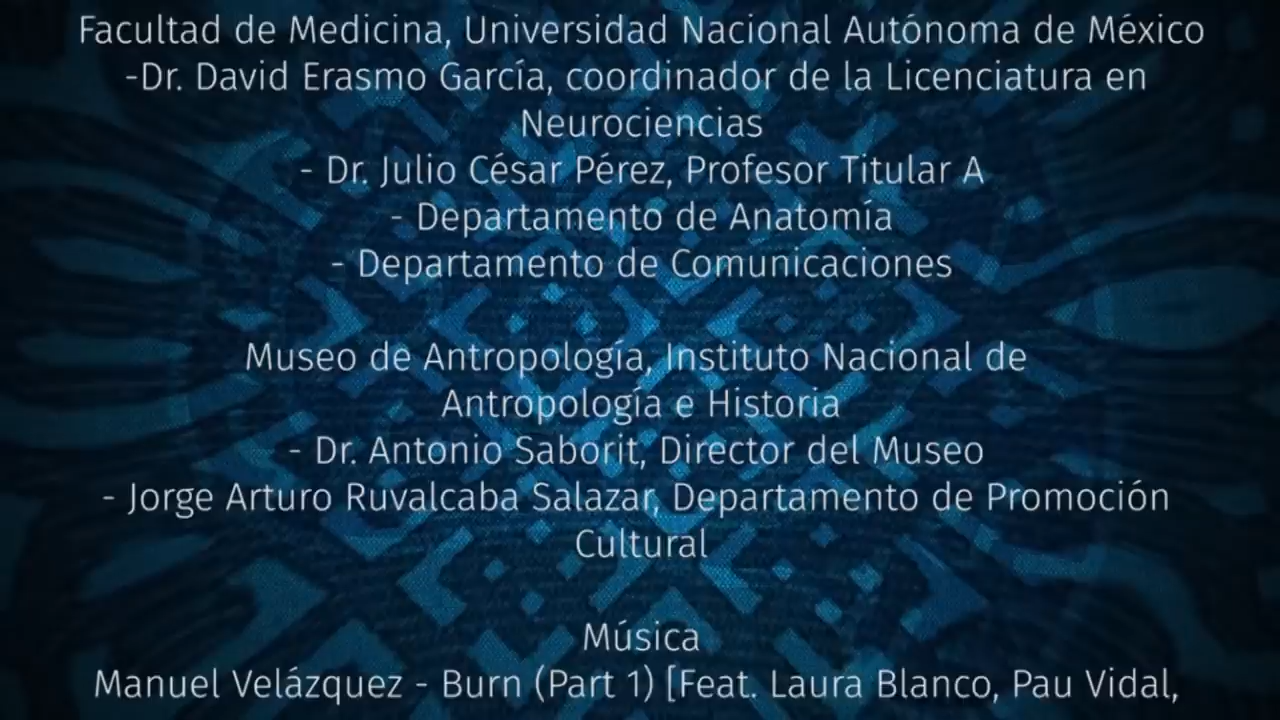 Facultad de Medicina, Universidad Nacional Autónoma de México
-Dr. David Erasmo García, coordinador de la Licenciatura en
Neurociencias
- Dr. Julio César Pérez, Profesor Titular A
- Departamento de Anatomía
- Departamento de Comunicaciones
Museo de Antropología, Instituto Nacional de
Antropología e Historia
- Dr. Antonio Saborit, Director del Museo
- Jorge Arturo Ruvalcaba Salazar, Departamento de Promoción
Cultural
Música
Manuel Velázquez - Burn (Part 1) [Feat. Laura Blanco, Pau Vidal,